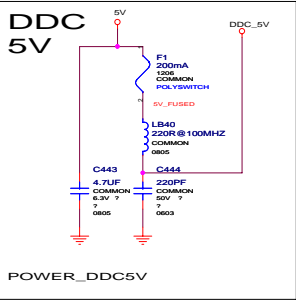 DDC
5V
5V
DDC_5V
F1
200mA
1206
COMMON
POLYSWITCH
2
5V_FUSED
LB40
220R@100MHZ
COMMON
0805
C443
4.7UF
COMMON
6.3V ?
?
0805
C444
220PF
COMMON
50V ?
?
0603
POWER_DDC5V